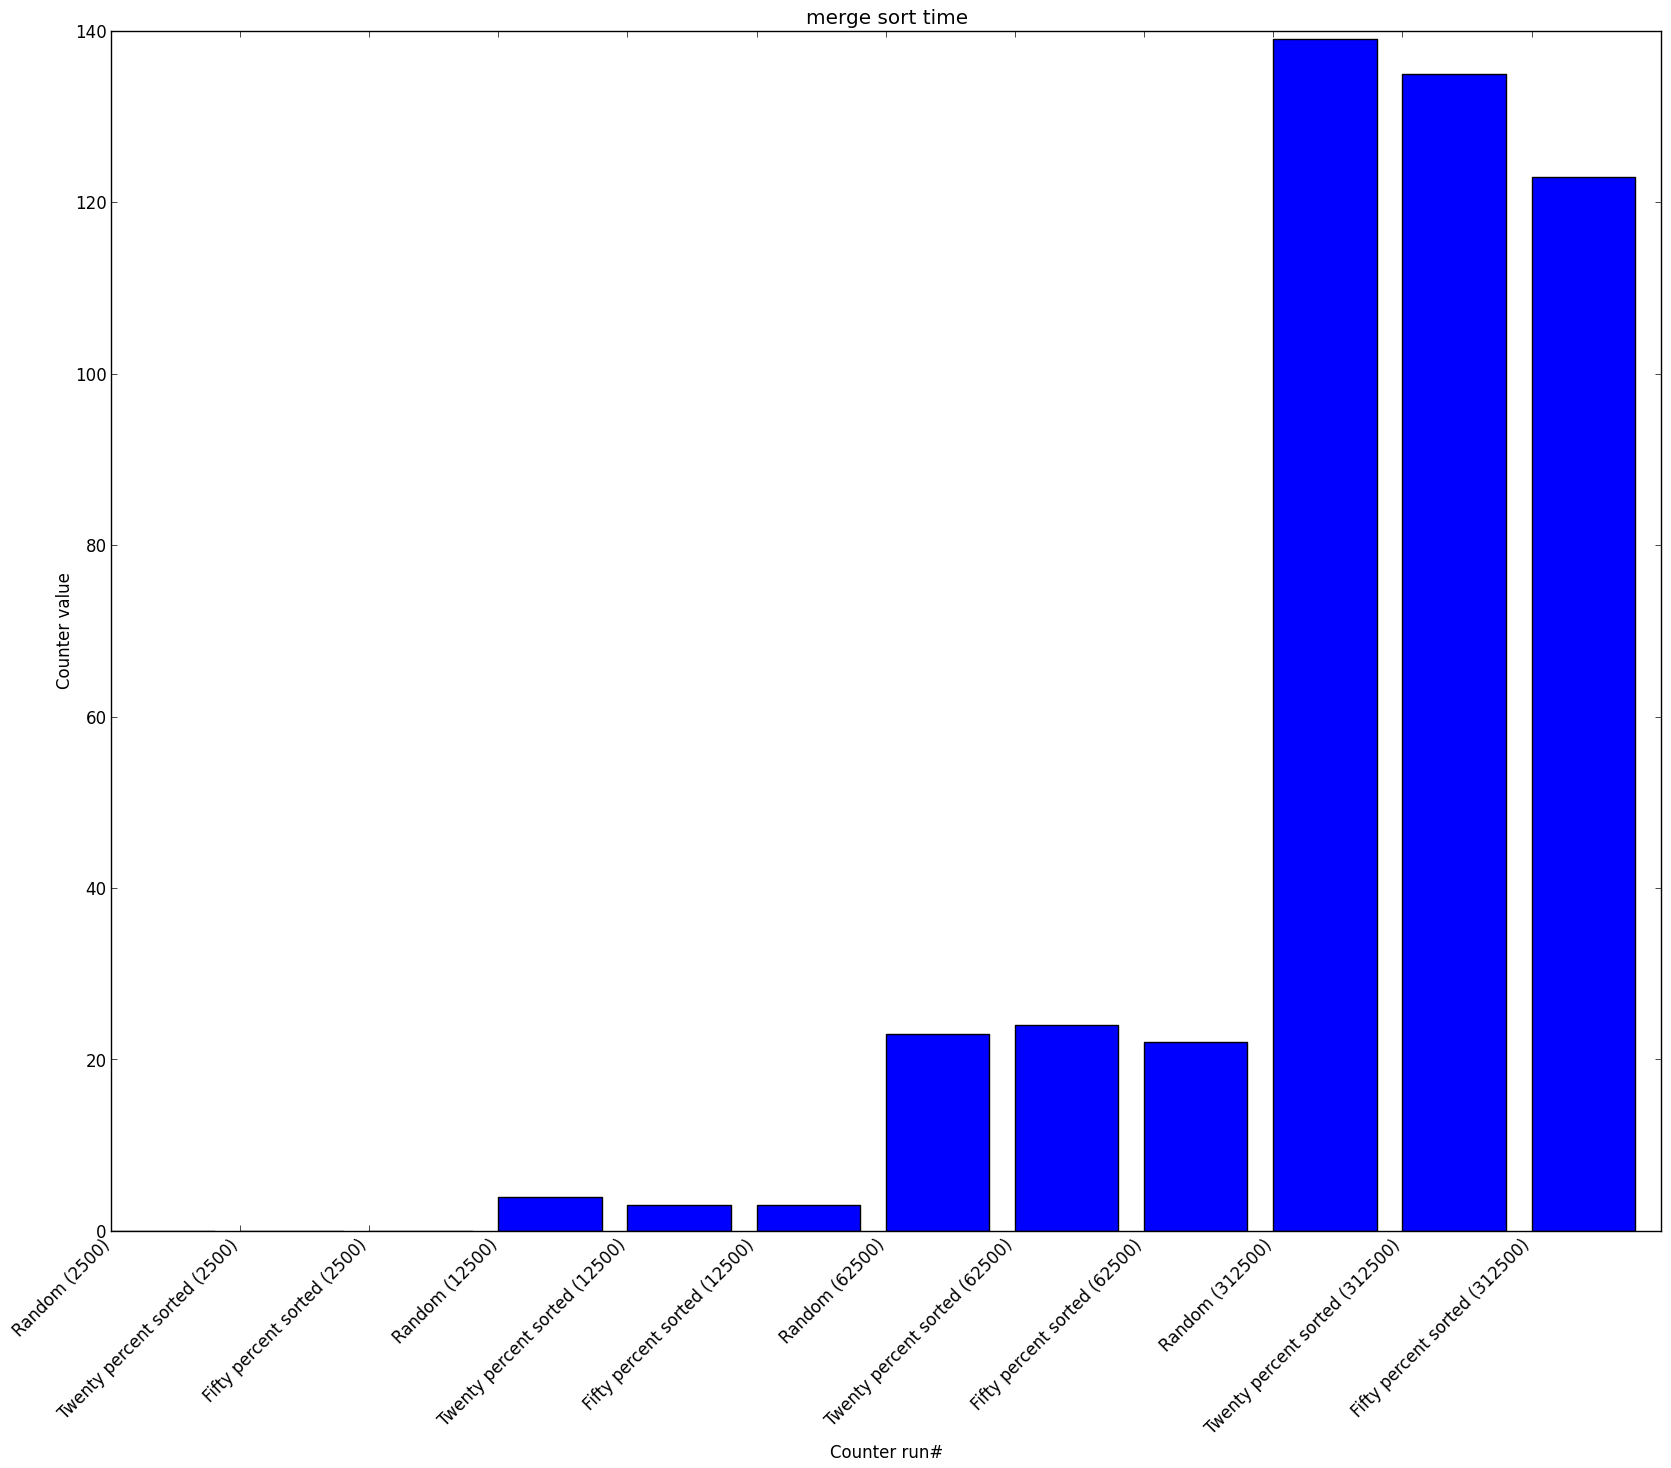 merge sort time
140
120
100
80
60
40
20
0
Counter value
Random (2500)
Twenty percent sorted (2500)
Fifty percent sorted (2500)
Random (12500)
Twenty percent sorted (12500)
Fifty percent sorted (12500)
Random (62500)
Twenty percent sorted (62500)
Fifty percent sorted (62500)
Random (312500)
Twenty percent sorted (312500)
Fifty percent sorted (312500)
Counter run#